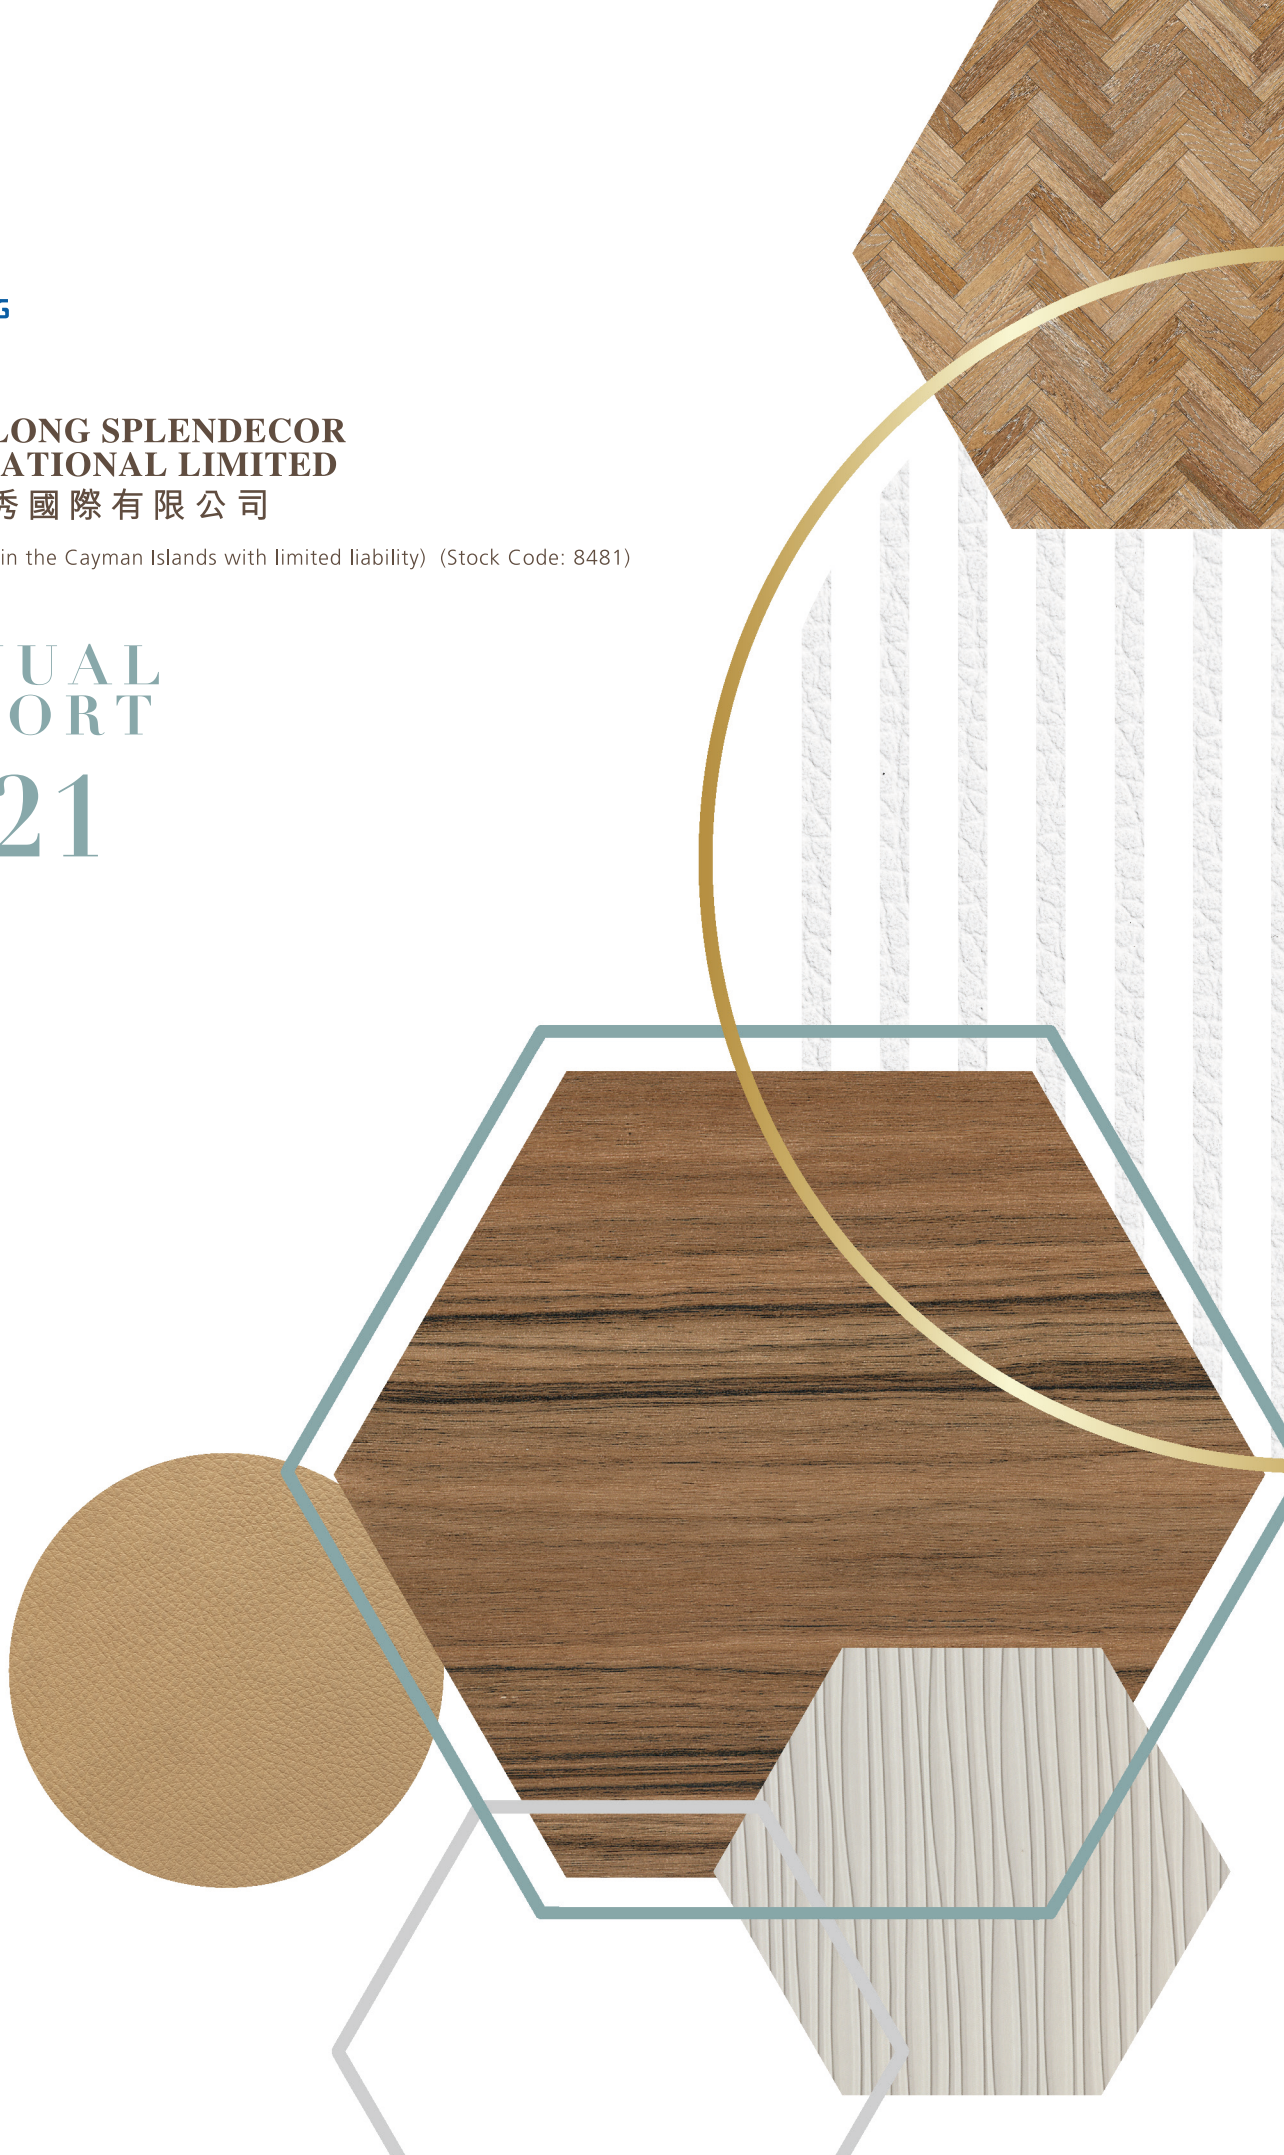 G
LONG SPLENDECOR
ATIONAL LIMITED
秀國際有限公司
in the Cayman Islands with limited liability) (Stock Code: 8481)
UAL
ORT
21